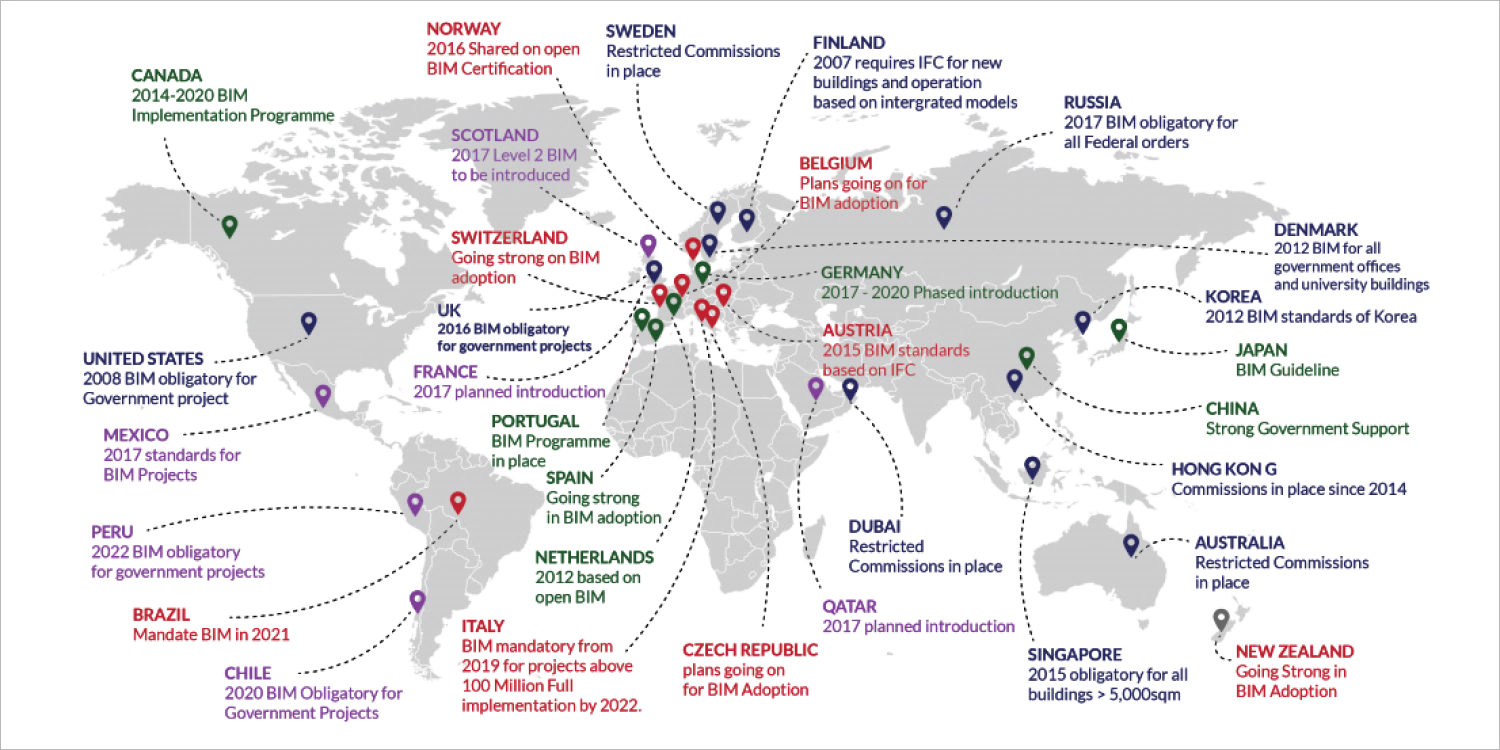 NORWAY
2016 Shared on open
BIM Certification
SWEDEN
Restricted Commissions
in place
FINLAND
2007 requires IFC for new
buildings and operation
based on intergrated models
CANADA
2014-2020 BIM
Implementation Programme
RUSSIA
2017 BIM obligatory for
all Federal orders
SCOTLAND
2017 Level 2 BIM
to be introduced
BELGIUM
Plans going on for
BIM adoption
SWITZERLAND
Going strong on BIM
adoption
DENMARK
2012 BIM for all
government offices
and university buildings
GERMANY
2017 - 2020 Phased introduction
UK
2016 BIM obligatory
for government projects
KOREA
2012 BIM standards of Korea
AUSTRIA
2015 BIM standards
based on IFC
UNITED STATES
2008 BIM obligatory for
Government project
JAPAN
BIM Guideline
FRANCE
2017 planned introduction
CHINA
Strong Government Support
PORTUGAL
BIM Programme
in place
MEXICO
2017 standards for
BIM Projects
SPAIN
Going strong
in BIM adoption
HONG KON G
Commissions in place since 2014
PERU
2022 BIM obligatory
for government projects
DUBAI
Restricted
Commissions in place
AUSTRALIA
Restricted Commissions
in place
NETHERLANDS
2012 based on
open BIM
BRAZIL
Mandate BIM in 2021
QATAR
2017 planned introduction
ITALY
BIM mandatory from
2019 for projects above
100 Million Full
implementation by 2022.
CZECH REPUBLIC
plans going on
for BIM Adoption
SINGAPORE
2015 obligatory for all
buildings > 5,000sqm
NEW ZEALAND
Going Strong in
BIM Adoption
CHILE
2020 BIM Obligatory for
Government Projects